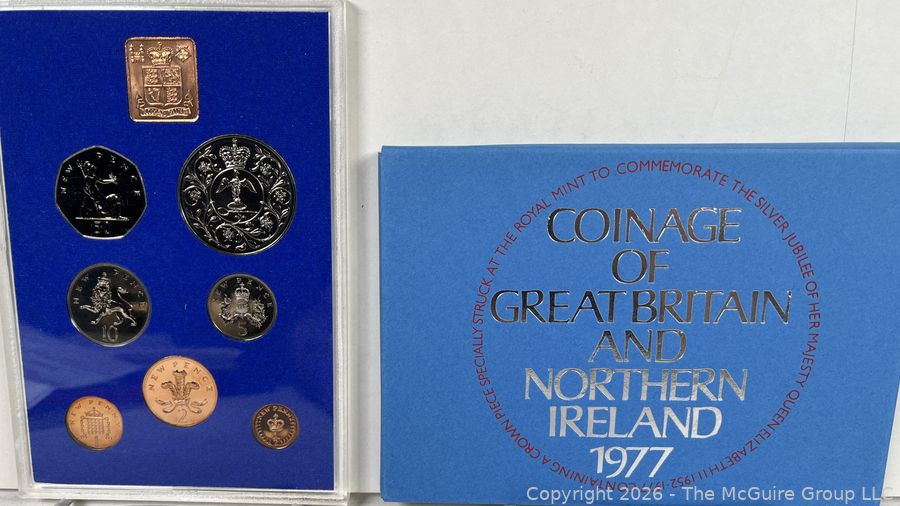 NEW PENCE
50
NEW PENCE
10
NEW PENCE
5
NEW PENCE
2
NEW PENNY
1
NEW PENNY
CONTAINING A CROWN PIECE SPECIALLY STRUCK AT THE ROYAL MINT TO COMMEMORATE THE SILVER JUBILEE OF HER MAJESTY QUEEN ELIZABETH II 1952-1977
COINAGE
OF
GREAT BRITAIN
AND
NORTHERN
IRELAND
1977
Copyright 2026 - The McGuire Group LLC